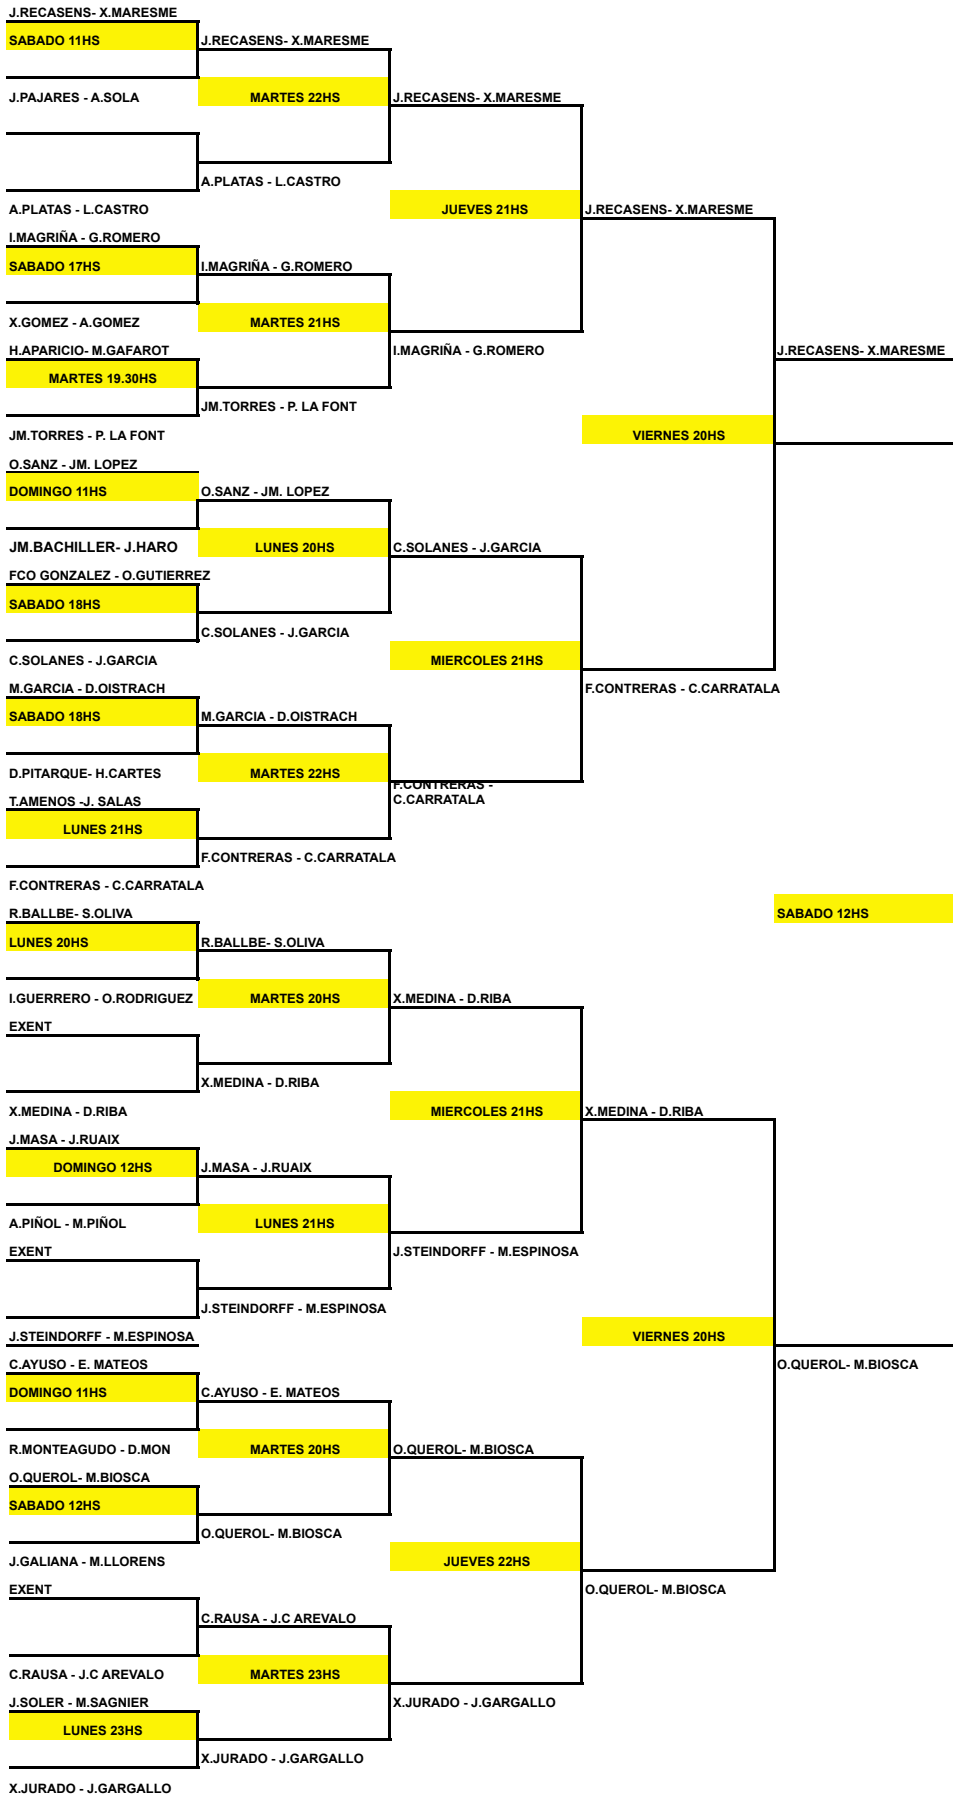 J.RECASENS- X.MARESME
SABADO 11HS
J.RECASENS- X.MARESME
J.PAJARES - A.SOLA
MARTES 22HS
J.RECASENS- X.MARESME
A.PLATAS - L.CASTRO
A.PLATAS - L.CASTRO
JUEVES 21HS
J.RECASENS- X.MARESME
I.MAGRIÑA - G.ROMERO
SABADO 17HS
I.MAGRIÑA - G.ROMERO
X.GOMEZ - A.GOMEZ
MARTES 21HS
H.APARICIO- M.GAFAROT
I.MAGRIÑA - G.ROMERO
J.RECASENS- X.MARESME
MARTES 19.30HS
JM.TORRES - P. LA FONT
JM.TORRES - P. LA FONT
VIERNES 20HS
O.SANZ - JM. LOPEZ
DOMINGO 11HS
O.SANZ - JM. LOPEZ
JM.BACHILLER- J.HARO
LUNES 20HS
C.SOLANES - J.GARCIA
FCO GONZALEZ - O.GUTIERREZ
SABADO 18HS
C.SOLANES - J.GARCIA
C.SOLANES - J.GARCIA
MIERCOLES 21HS
M.GARCIA - D.OISTRACH
F.CONTRERAS - C.CARRATALA
SABADO 18HS
M.GARCIA - D.OISTRACH
D.PITARQUE- H.CARTES
MARTES 22HS
F.CONTRERAS -
C.CARRATALA
T.AMENOS -J. SALAS
LUNES 21HS
F.CONTRERAS - C.CARRATALA
F.CONTRERAS - C.CARRATALA
R.BALLBE- S.OLIVA
SABADO 12HS
LUNES 20HS
R.BALLBE- S.OLIVA
I.GUERRERO - O.RODRIGUEZ
MARTES 20HS
X.MEDINA - D.RIBA
EXENT
X.MEDINA - D.RIBA
X.MEDINA - D.RIBA
MIERCOLES 21HS
X.MEDINA - D.RIBA
J.MASA - J.RUAIX
DOMINGO 12HS
J.MASA - J.RUAIX
A.PIÑOL - M.PIÑOL
LUNES 21HS
EXENT
J.STEINDORFF - M.ESPINOSA
J.STEINDORFF - M.ESPINOSA
J.STEINDORFF - M.ESPINOSA
VIERNES 20HS
C.AYUSO - E. MATEOS
O.QUEROL- M.BIOSCA
DOMINGO 11HS
C.AYUSO - E. MATEOS
R.MONTEAGUDO - D.MON
MARTES 20HS
O.QUEROL- M.BIOSCA
O.QUEROL- M.BIOSCA
SABADO 12HS
O.QUEROL- M.BIOSCA
J.GALIANA - M.LLORENS
JUEVES 22HS
EXENT
O.QUEROL- M.BIOSCA
C.RAUSA - J.C AREVALO
C.RAUSA - J.C AREVALO
MARTES 23HS
J.SOLER - M.SAGNIER
X.JURADO - J.GARGALLO
LUNES 23HS
X.JURADO - J.GARGALLO
X.JURADO - J.GARGALLO